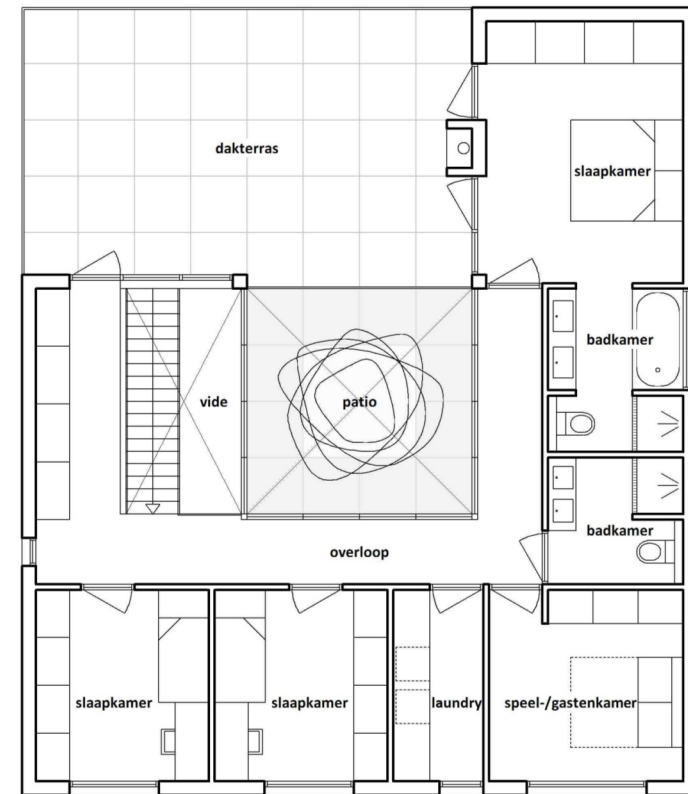 dakterras
slaapkamer
badkamer
vide
patio
badkamer
overloop
slaapkamer
slaapkamer
laundry
speel-/gastenkamer